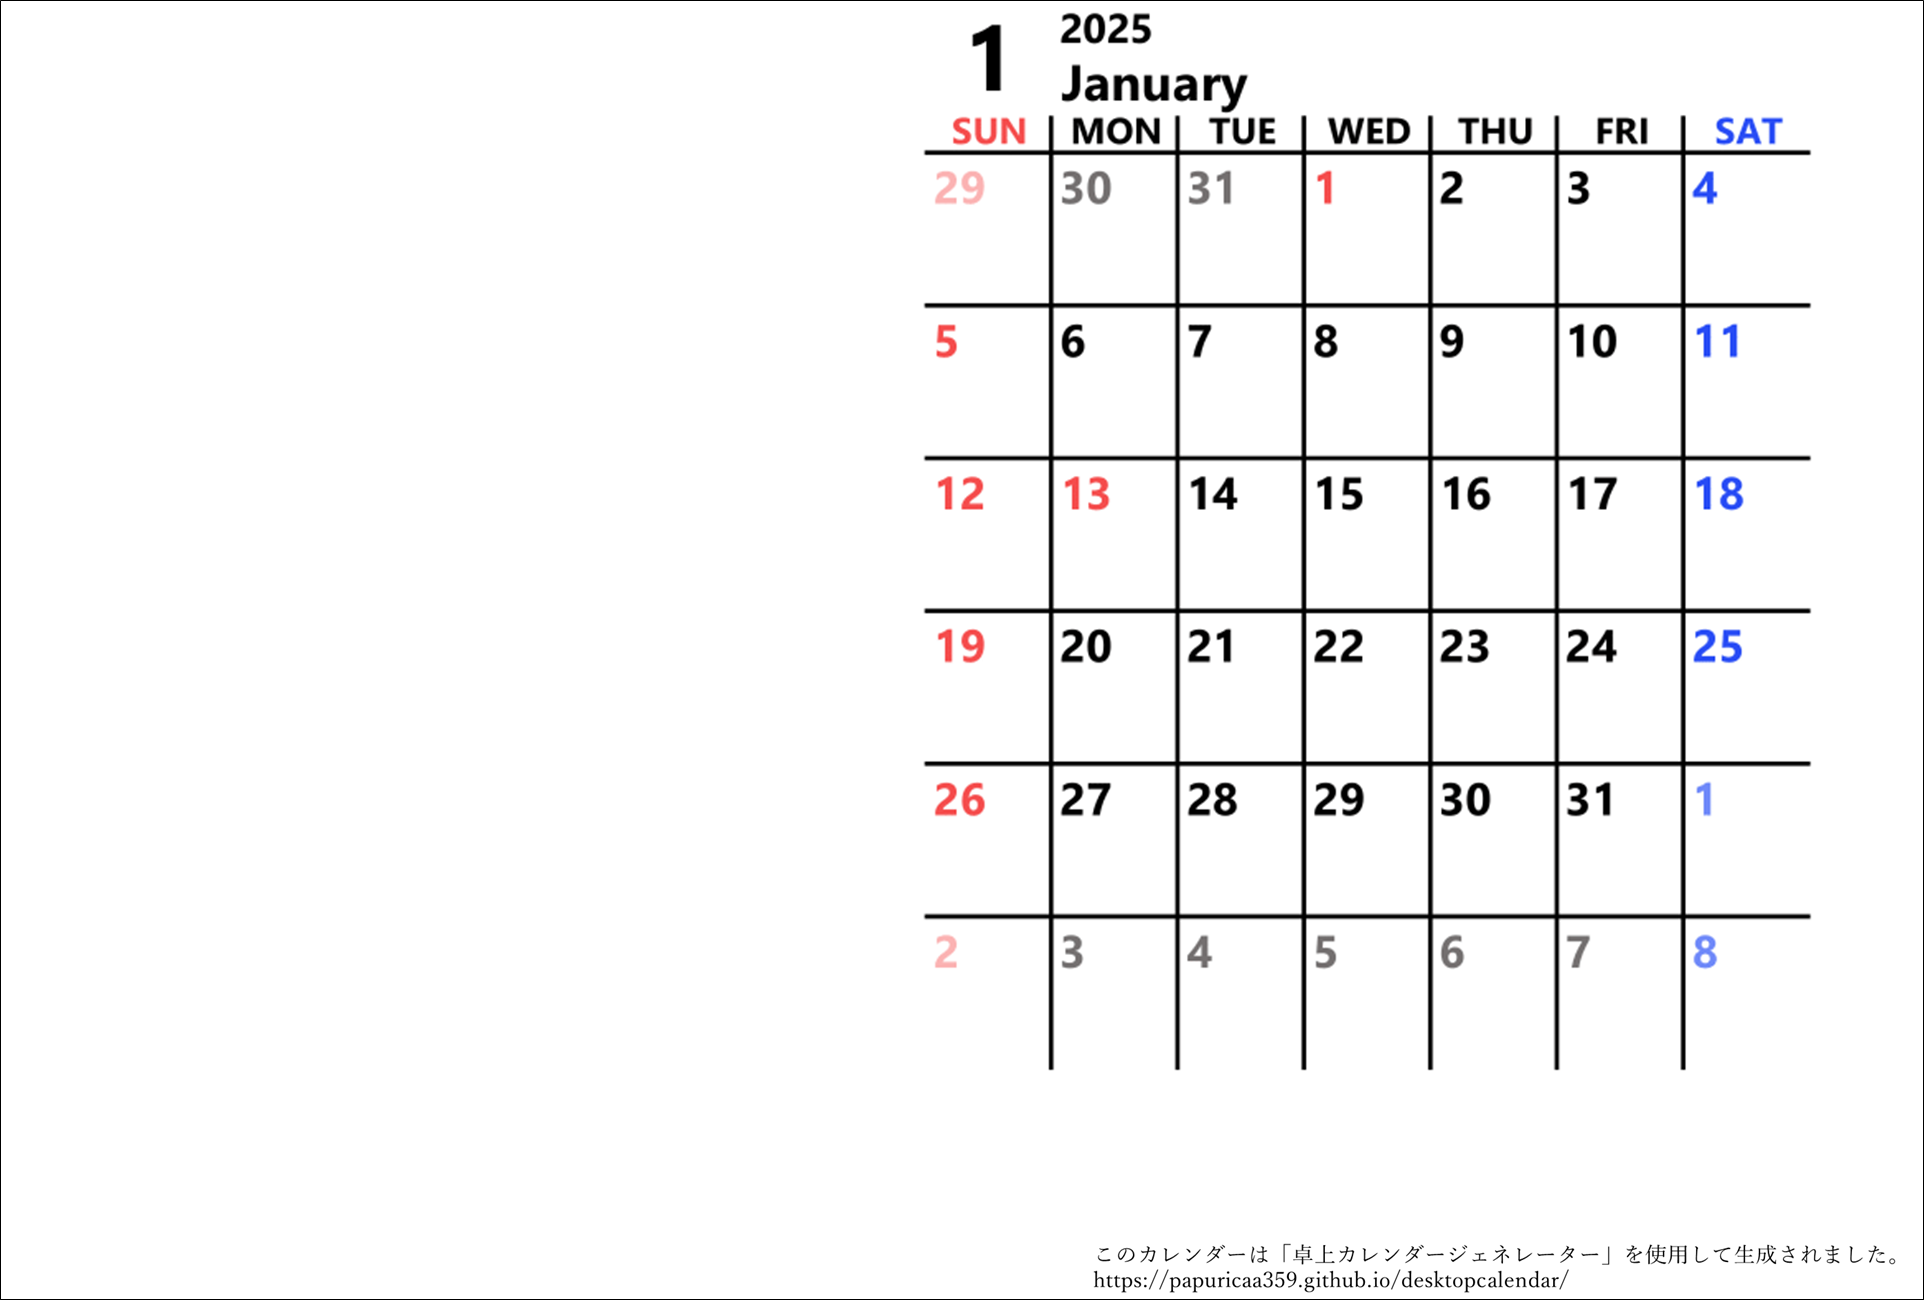 1
2025
January
SUN MON TUE WED THU FRI SAT
29 30 31 1 2 3 4
5 6 7 8 9 10 11
12 13 14 15 16 17 18
19 20 21 22 23 24 25
26 27 28 29 30 31 1
2 3 4 5 6 7 8
このカレンダーは「卓上カレンダージェネレーター」を使用して生成されました。
https://papuricaa359.github.io/desktopcalendar/